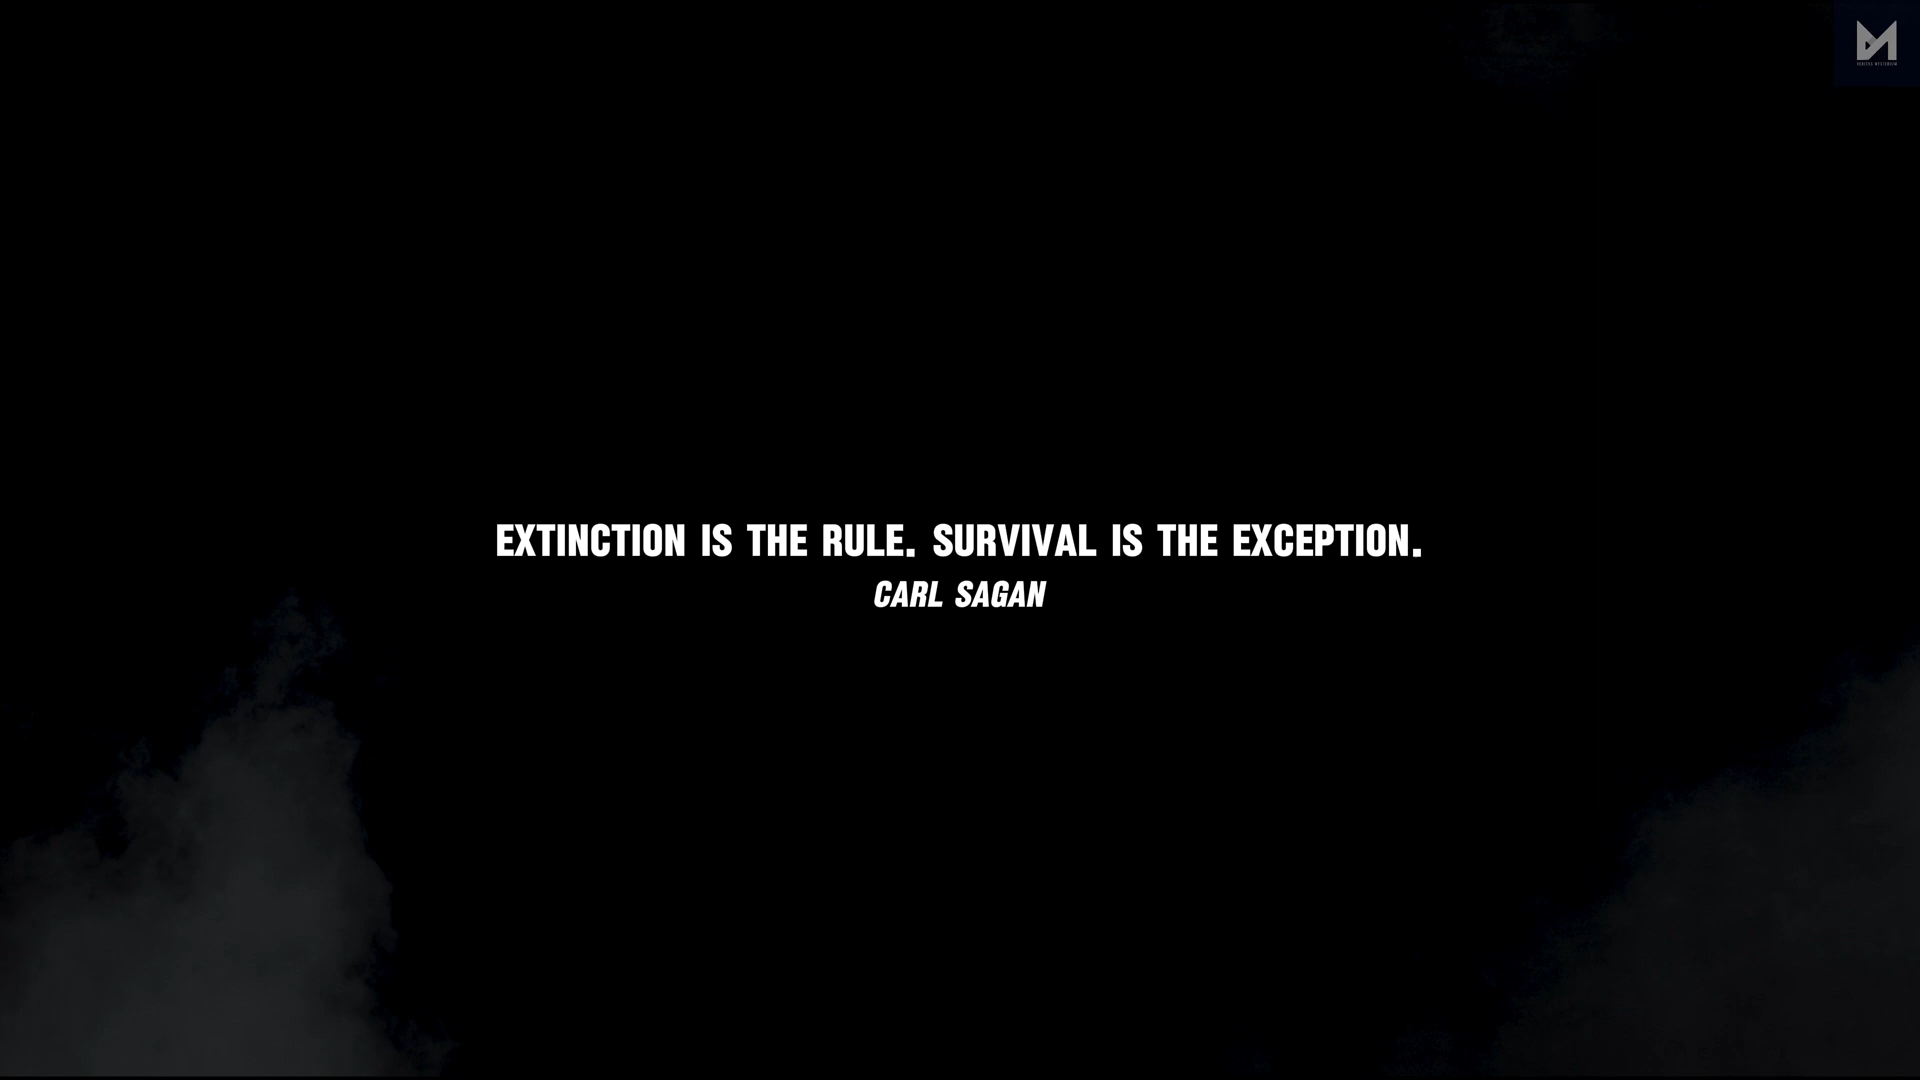 EXTINCTION IS THE RULE. SURVIVAL IS THE EXCEPTION.
CARL SAGAN